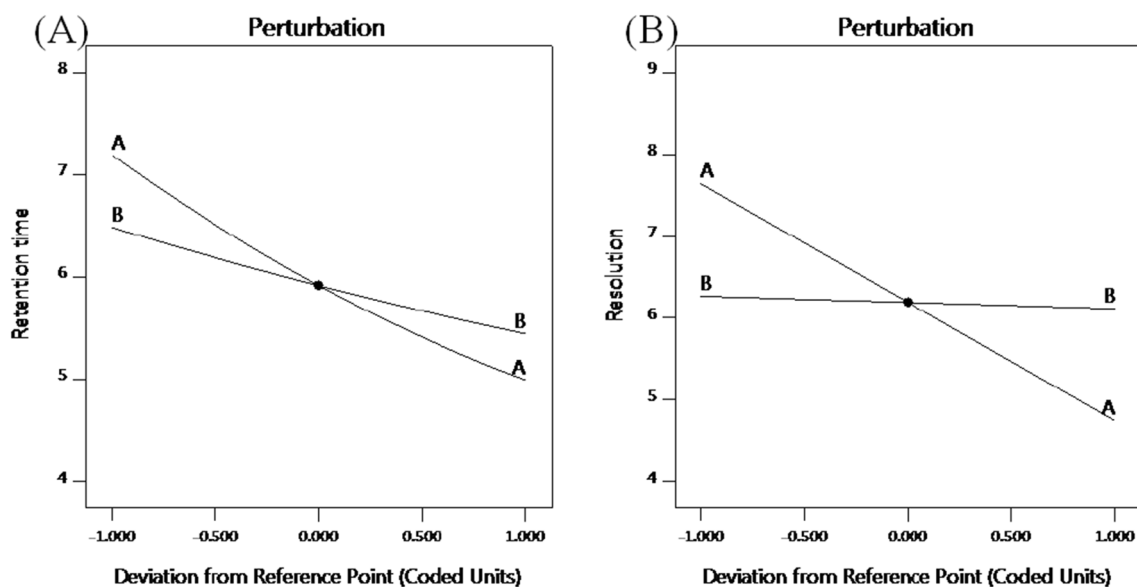 (A)
Perturbation
Retention time
8
7
6
5
4
A
B
B
A
-1.000 -0.500 0.000 0.500 1.000
Deviation from Reference Point (Coded Units)
(B)
Perturbation
Resolution
9
8
7
6
5
4
A
B
B
A
-1.000 -0.500 0.000 0.500 1.000
Deviation from Reference Point (Coded Units)